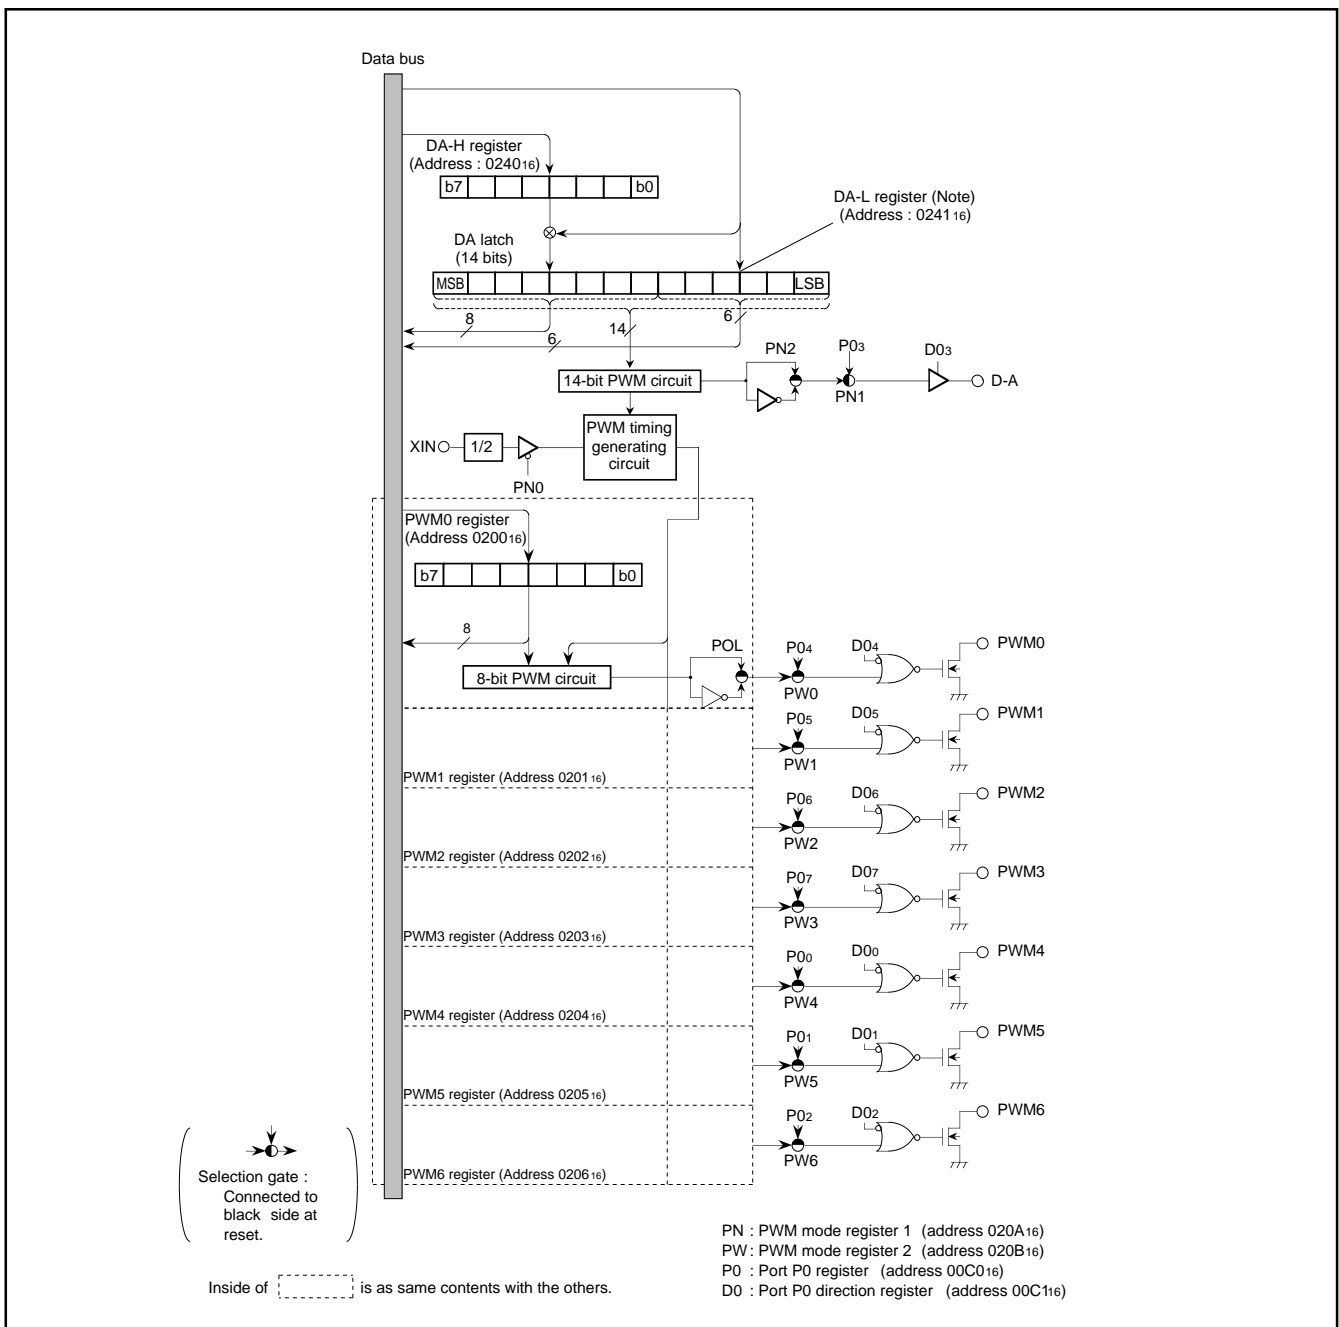 Data bus
DA-H register
(Address : 024016)
b7 b0
DA-L register (Note)
(Address : 024116)
DA latch
(14 bits)
MSB LSB
8 14 6
6
PN2 P03 D03
14-bit PWM circuit D-A
PN1
XIN 1/2 PWM timing
generating
circuit
PN0
PWM0 register
(Address 020016)
b7 b0
8
POL P04 D04 PWM0
8-bit PWM circuit
PW0
P05 D05 PWM1
PW1
PWM1 register (Address 020116)
P06 D06 PWM2
PW2
PWM2 register (Address 020216)
P07 D07 PWM3
PW3
PWM3 register (Address 020316)
P00 D00 PWM4
PW4
PWM4 register (Address 020416)
P01 D01 PWM5
PW5
PWM5 register (Address 020516)
P02 D02 PWM6
PW6
PWM6 register (Address 020616)
Selection gate :
Connected to
black side at
reset.
Inside of is as same contents with the others.
PN : PWM mode register 1 (address 020A16)
PW : PWM mode register 2 (address 020B16)
P0 : Port P0 register (address 00C016)
D0 : Port P0 direction register (address 00C116)